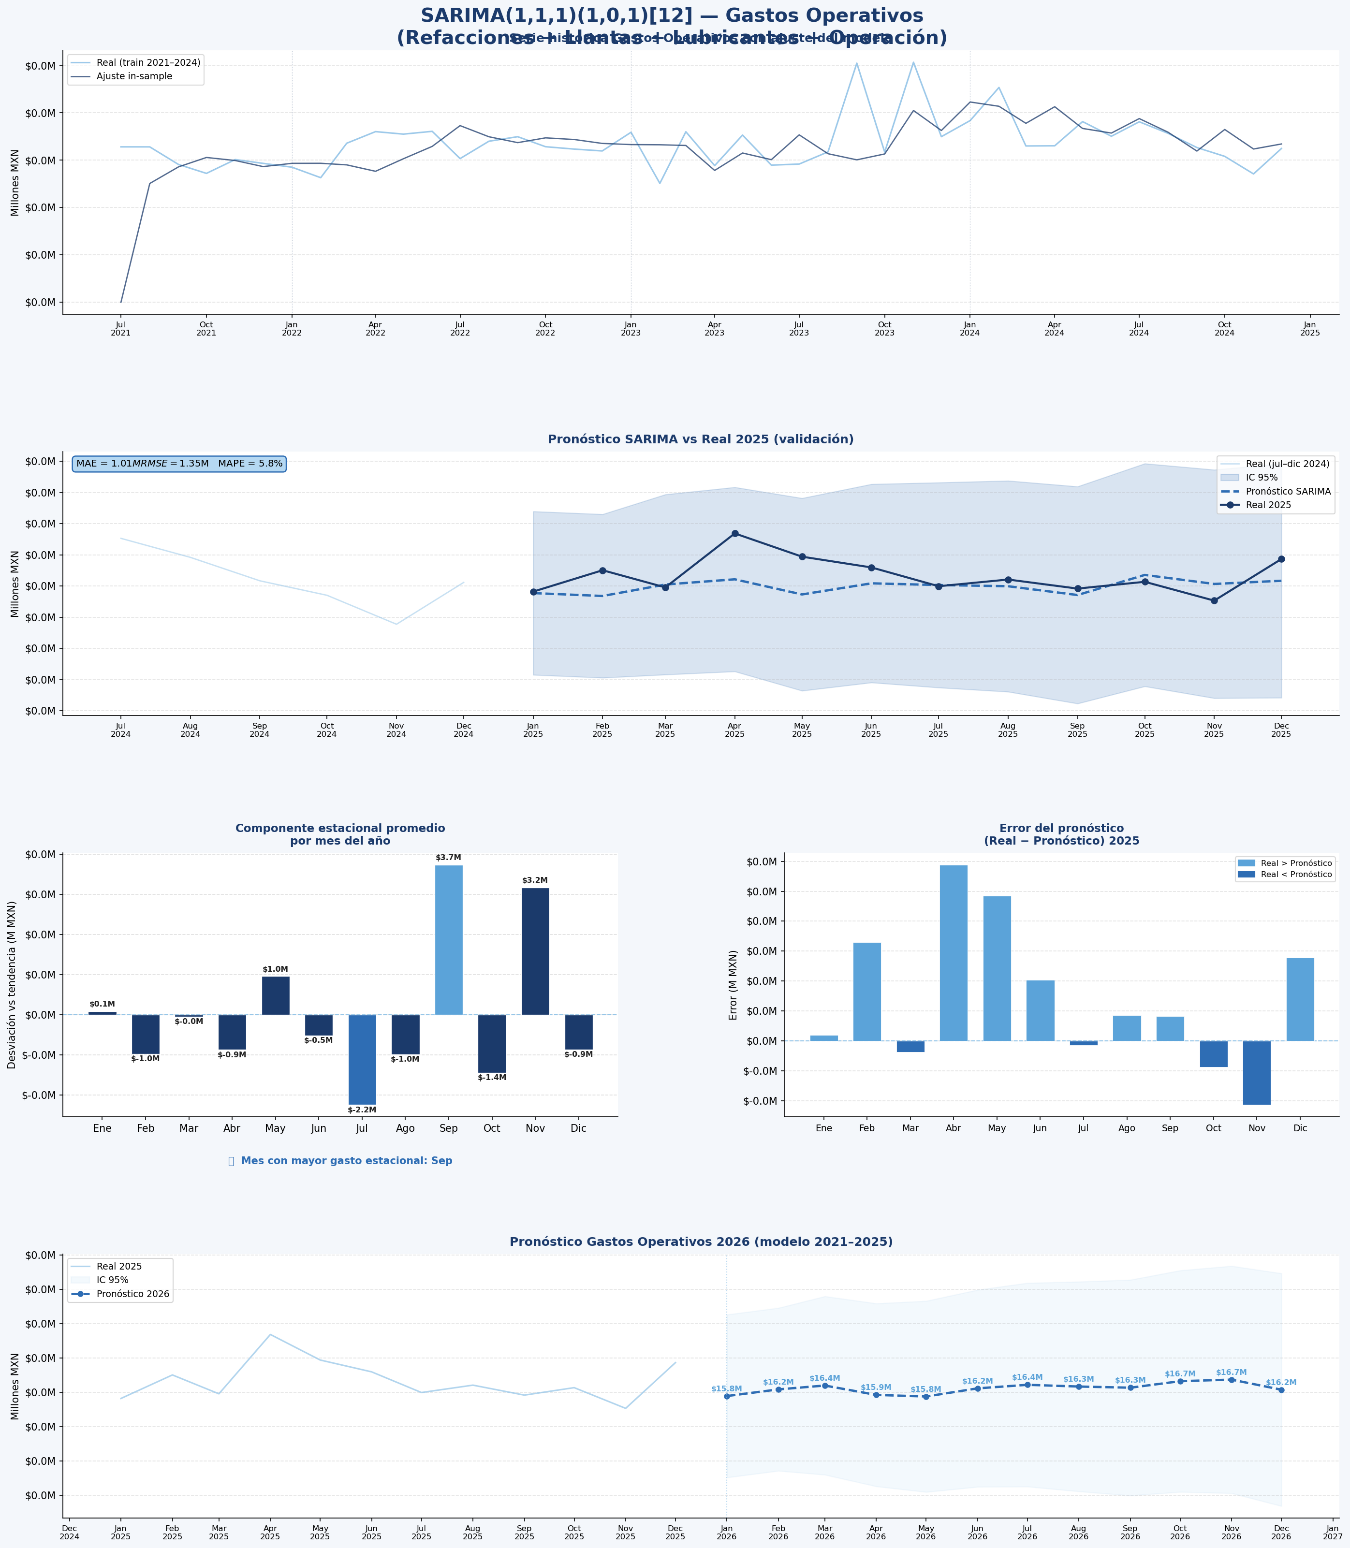 SARIMA(1,1,1)(1,0,1)[12] — Gastos Operativos
(Refacciones + Llantas + Lubricantes + Operación)
Serie histórica Gastos Operativos con ajuste del modelo
Real (train 2021–2024)
Ajuste in-sample
Millones MXN
$0.0M
$0.0M
$0.0M
$0.0M
$0.0M
$0.0M
Jul 2021
Oct 2021
Jan 2022
Apr 2022
Jul 2022
Oct 2022
Jan 2023
Apr 2023
Jul 2023
Oct 2023
Jan 2024
Apr 2024
Jul 2024
Oct 2024
Jan 2025
Pronóstico SARIMA vs Real 2025 (validación)
MAE = 1.01MRMSE = 1.35M MAPE = 5.8%
Real (jul–dic 2024)
IC 95%
Pronóstico SARIMA
Real 2025
Millones MXN
$0.0M
$0.0M
$0.0M
$0.0M
$0.0M
$0.0M
$0.0M
$0.0M
$0.0M
Jul 2024
Aug 2024
Sep 2024
Oct 2024
Nov 2024
Dec 2024
Jan 2025
Feb 2025
Mar 2025
Apr 2025
May 2025
Jun 2025
Jul 2025
Aug 2025
Sep 2025
Oct 2025
Nov 2025
Dec 2025
Componente estacional promedio
por mes del año
Desviación vs tendencia (M MXN)
$0.0M
$0.0M
$0.0M
$0.0M
$0.0M
$-0.0M
$-0.0M
$0.1M
$-1.0M
$-0.0M
$-0.9M
$1.0M
$-0.5M
$-2.2M
$-1.0M
$3.7M
$-1.4M
$3.2M
$-0.9M
Ene Feb Mar Abr May Jun Jul Ago Sep Oct Nov Dic
Mes con mayor gasto estacional: Sep
Error del pronóstico
(Real − Pronóstico) 2025
Real > Pronóstico
Real < Pronóstico
Error (M MXN)
$0.0M
$0.0M
$0.0M
$0.0M
$0.0M
$0.0M
$0.0M
$-0.0M
$-0.0M
Ene Feb Mar Abr May Jun Jul Ago Sep Oct Nov Dic
Pronóstico Gastos Operativos 2026 (modelo 2021–2025)
Real 2025
IC 95%
Pronóstico 2026
Millones MXN
$0.0M
$0.0M
$0.0M
$0.0M
$0.0M
$0.0M
$0.0M
$0.0M
$15.8M
$16.2M
$16.4M
$15.9M
$15.8M
$16.2M
$16.4M
$16.3M
$16.3M
$16.7M
$16.7M
$16.2M
Dec 2024
Jan 2025
Feb 2025
Mar 2025
Apr 2025
May 2025
Jun 2025
Jul 2025
Aug 2025
Sep 2025
Oct 2025
Nov 2025
Dec 2025
Jan 2026
Feb 2026
Mar 2026
Apr 2026
May 2026
Jun 2026
Jul 2026
Aug 2026
Sep 2026
Oct 2026
Nov 2026
Dec 2026
Jan 2027